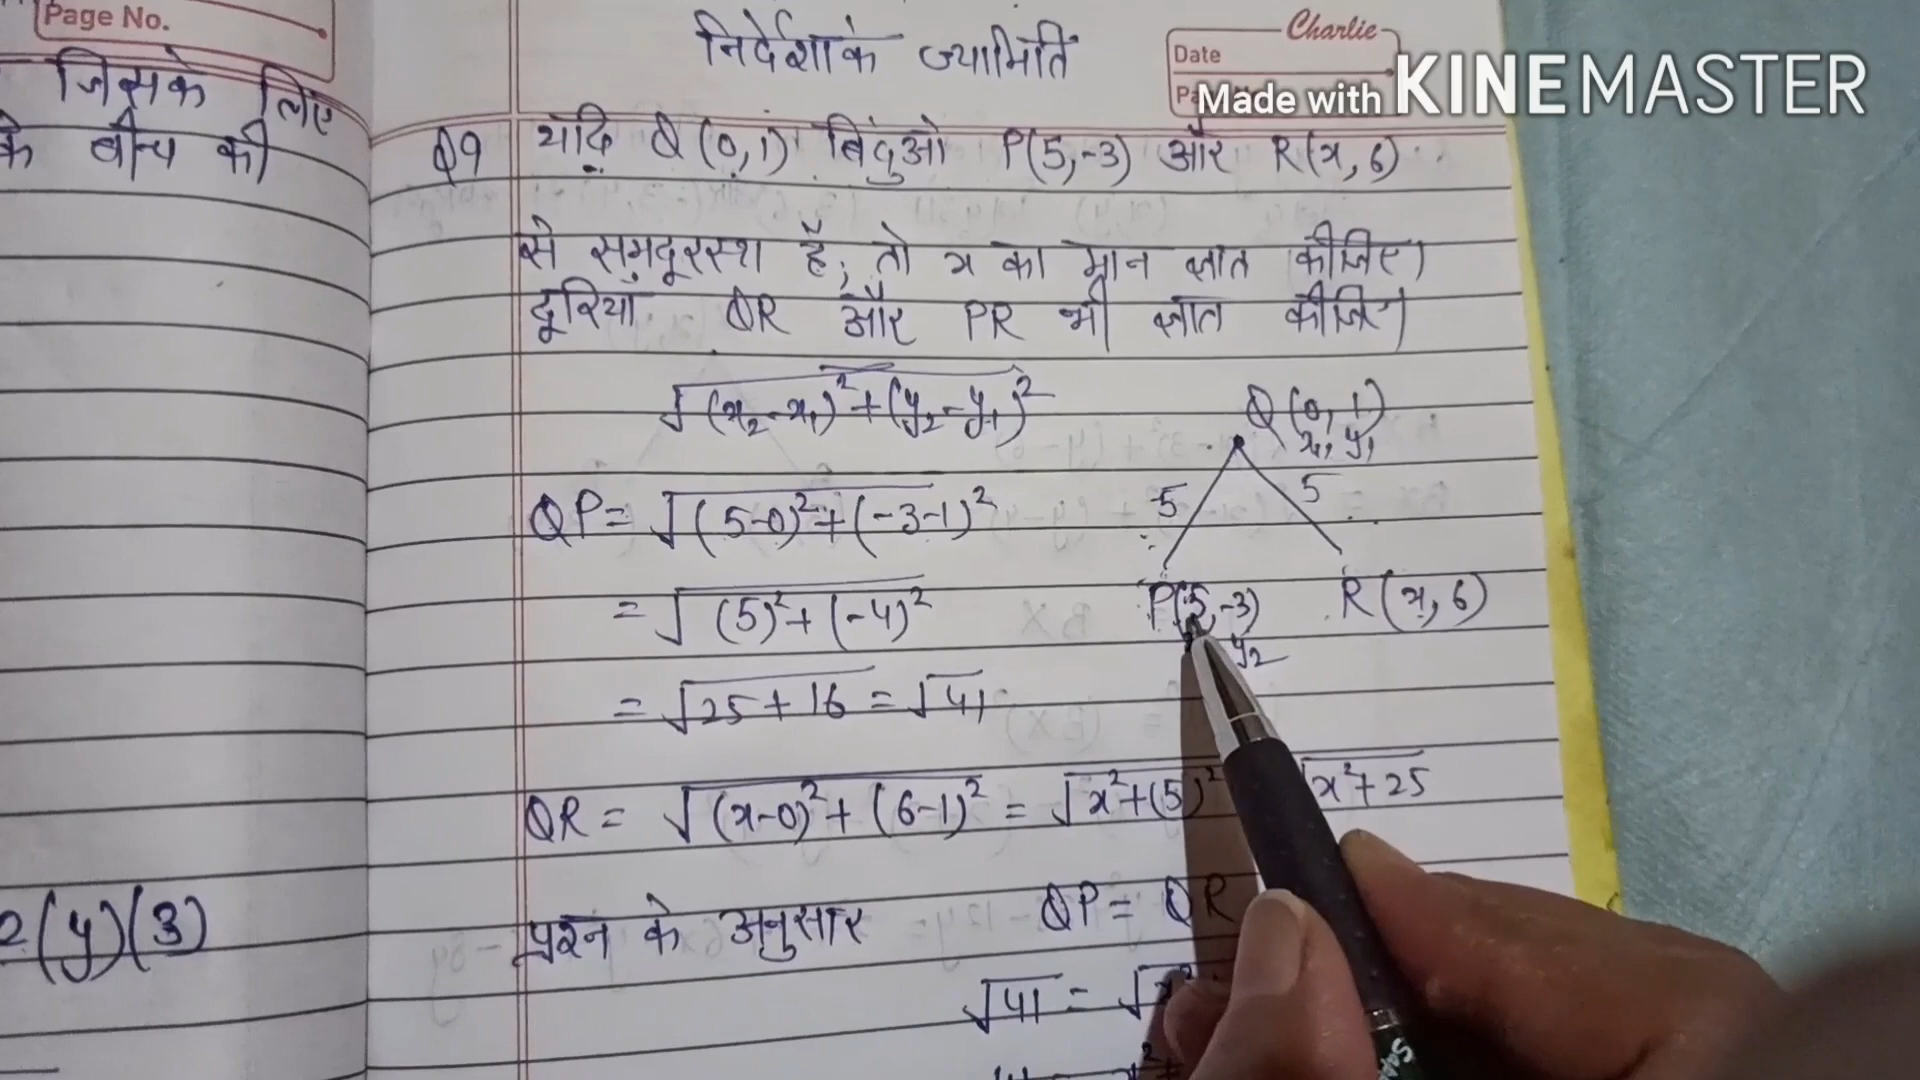 Page No.
जिसके लिए
के बीच की
2(y)(3)
Charlie
Date
Made with KINEMASTER
निर्देशांक ज्यामिति
Q9 यदि Q(0,1) बिंदुओ P(5,-3) और R(x,6)
से समदूरस्थ है, तो x का मान ज्ञात कीजिए।
दूरियाँ QR और PR भी ज्ञात कीजिए।
√(x₂-x₁)²+(y₂-y₁)²
Q(0,1)
x₁, y₁
5 5
P(5,-3) R(x,6)
y₂
QP = √(5-0)²+(-3-1)²
= √(5)²+(-4)²
= √25+16 = √41
QR = √(x-0)²+(6-1)² = √x²+(5)² √x²+25
प्रश्न के अनुसार QP = QR
√41 = √x²